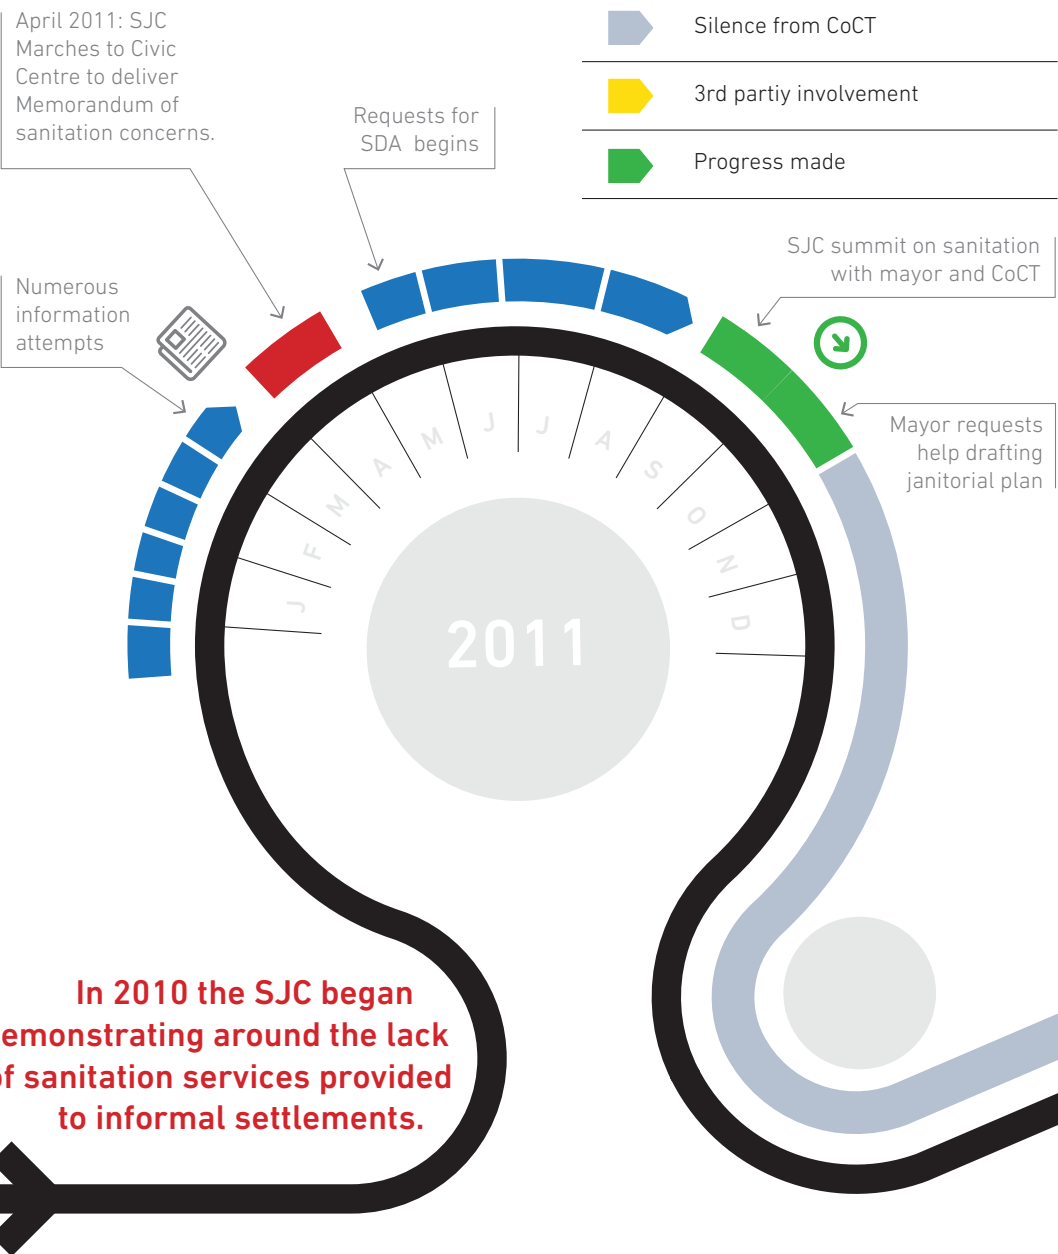 April 2011: SJC
Marches to Civic
Centre to deliver
Memorandum of
sanitation concerns.
Requests for
SDA begins
Silence from CoCT
3rd partiy involvement
Progress made
SJC summit on sanitation
with mayor and CoCT
Numerous
information
attempts
Mayor requests
help drafting
janitorial plan
J
F
M
A
M
J
J
A
S
O
N
D
2011
In 2010 the SJC began
emonstrating around the lack
of sanitation services provided
to informal settlements.